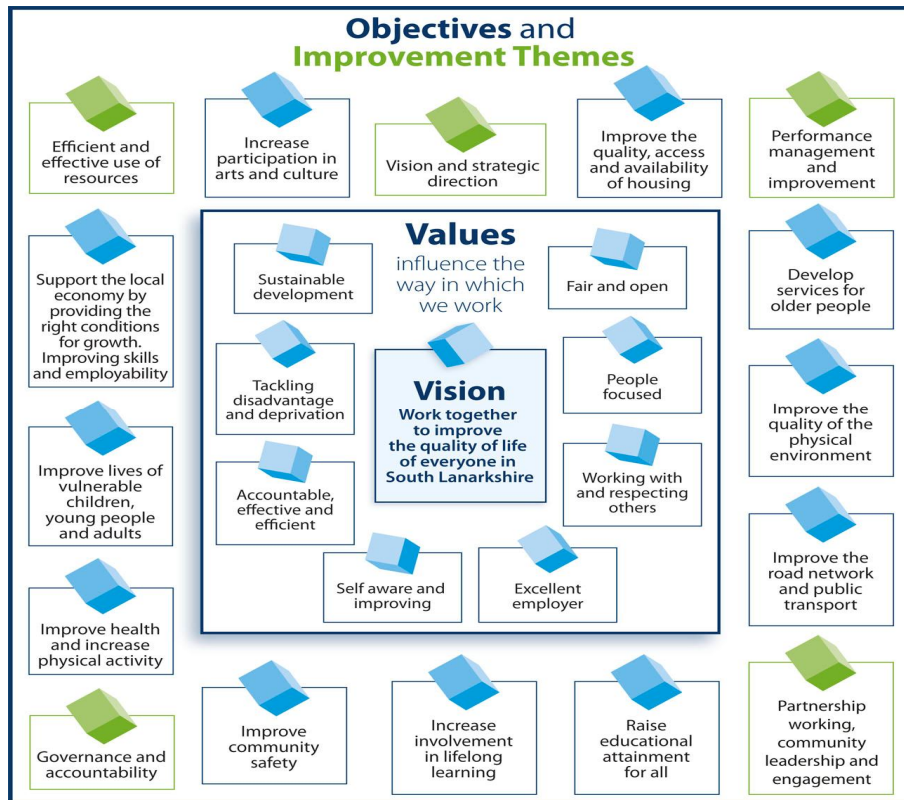 Objectives and
Improvement Themes
Efficient and
effective use of
resources
Increase
participation in
arts and culture
Vision and strategic
direction
Improve the
quality, access
and availability
of housing
Performance
management
and
improvement
Support the local
economy by
providing the
right conditions
for growth.
Improving skills
and employability
Values
influence the
way in which
we work
Sustainable
development
Fair and open
Develop
services for
older people
Tackling
disadvantage
and deprivation
Vision
Work together
to improve
the quality of life
of everyone in
South Lanarkshire
People
focused
Improve the
quality of the
physical
environment
Improve lives of
vulnerable
children,
young people
and adults
Accountable,
effective and
efficient
Working with
and respecting
others
Improve the
road network
and public
transport
Self aware and
improving
Excellent
employer
Improve health
and increase
physical activity
Governance and
accountability
Improve
community
safety
Increase
involvement
in lifelong
learning
Raise
educational
attainment
for all
Partnership
working,
community
leadership and
engagement